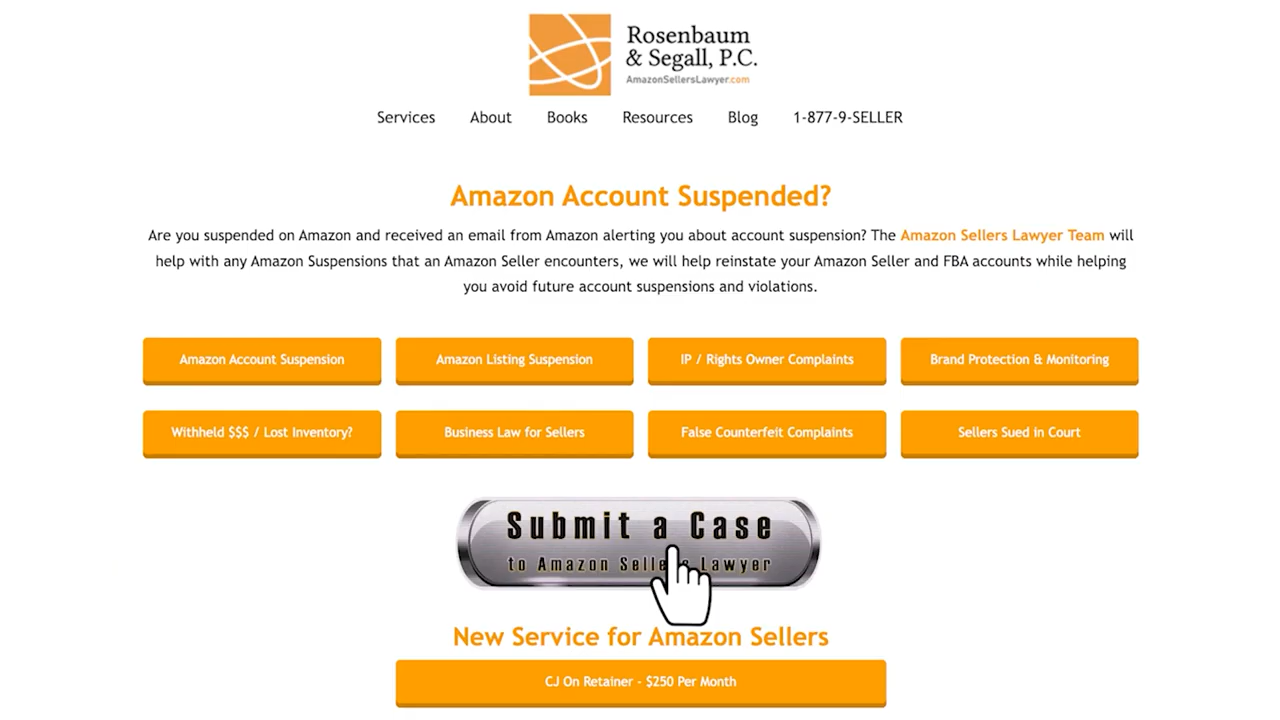 Rosenbaum
& Segall, P.C.
AmazonSellersLawyer.com
Services About Books Resources Blog 1-877-9-SELLER
Amazon Account Suspended?
Are you suspended on Amazon and received an email from Amazon alerting you about account suspension? The Amazon Sellers Lawyer Team will
help with any Amazon Suspensions that an Amazon Seller encounters, we will help reinstate your Amazon Seller and FBA accounts while helping
you avoid future account suspensions and violations.
Amazon Account Suspension Amazon Listing Suspension IP / Rights Owner Complaints Brand Protection & Monitoring
Withheld $$$ / Lost Inventory? Business Law for Sellers False Counterfeit Complaints Sellers Sued in Court
Submit a Case
to Amazon Sellers Lawyer
New Service for Amazon Sellers
CJ On Retainer - $250 Per Month